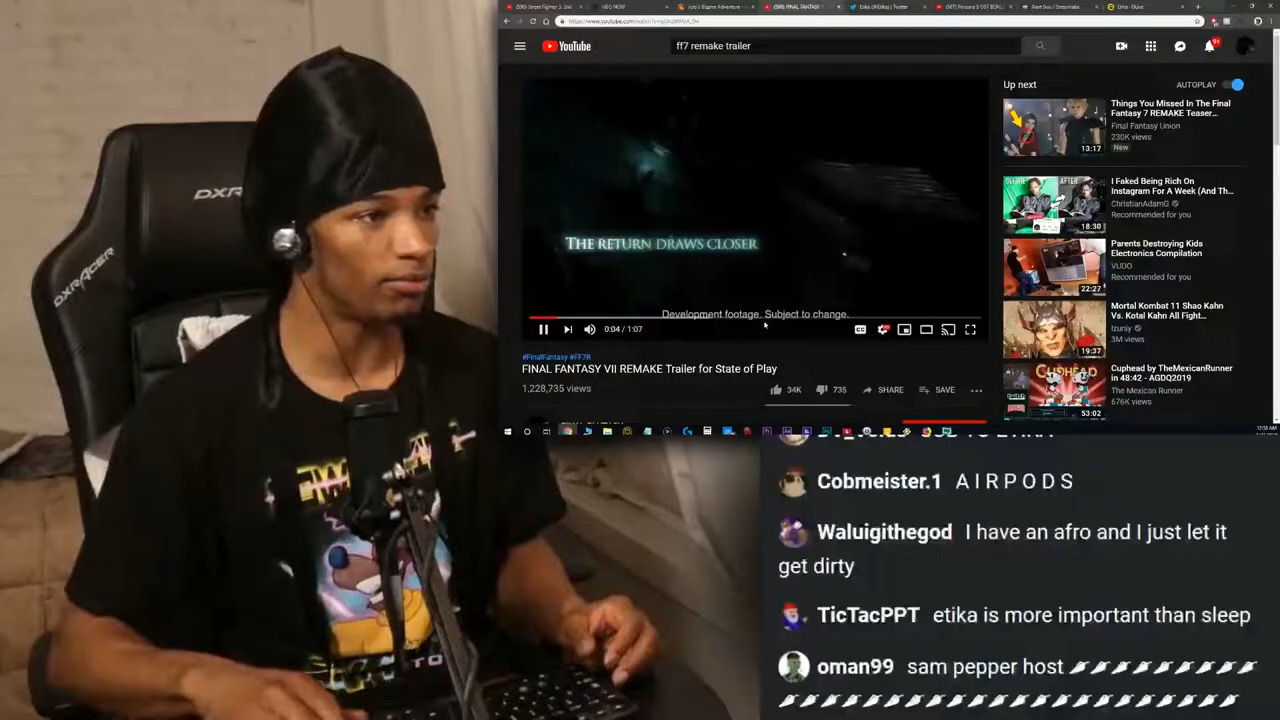 YouTube
ff7 remake trailer
Up next
AUTOPLAY
THE RETURN DRAWS CLOSER
Development footage. Subject to change.
0:04 / 1:07
#FinalFantasy #FF7R
FINAL FANTASY VII REMAKE Trailer for State of Play
1,228,735 views
34K
735
SHARE
SAVE
Things You Missed In The Final
Fantasy 7 REMAKE Teaser...
Final Fantasy Union
230K views
New
13:17
I Faked Being Rich On
Instagram For A Week (And Th...
ChristianAdamG
Recommended for you
18:30
Parents Destroying Kids
Electronics Compilation
VUDO
Recommended for you
22:27
Mortal Kombat 11 Shao Kahn
Vs. Kotal Kahn All Fight...
Izuniy
3M views
19:37
Cuphead by TheMexicanRunner
in 48:42 - AGDQ2019
The Mexican Runner
676K views
53:02
Cobmeister.1 A I R P O D S
Waluigithegod I have an afro and I just let it
get dirty
TicTacPPT etika is more important than sleep
oman99 sam pepper host
DXRACER